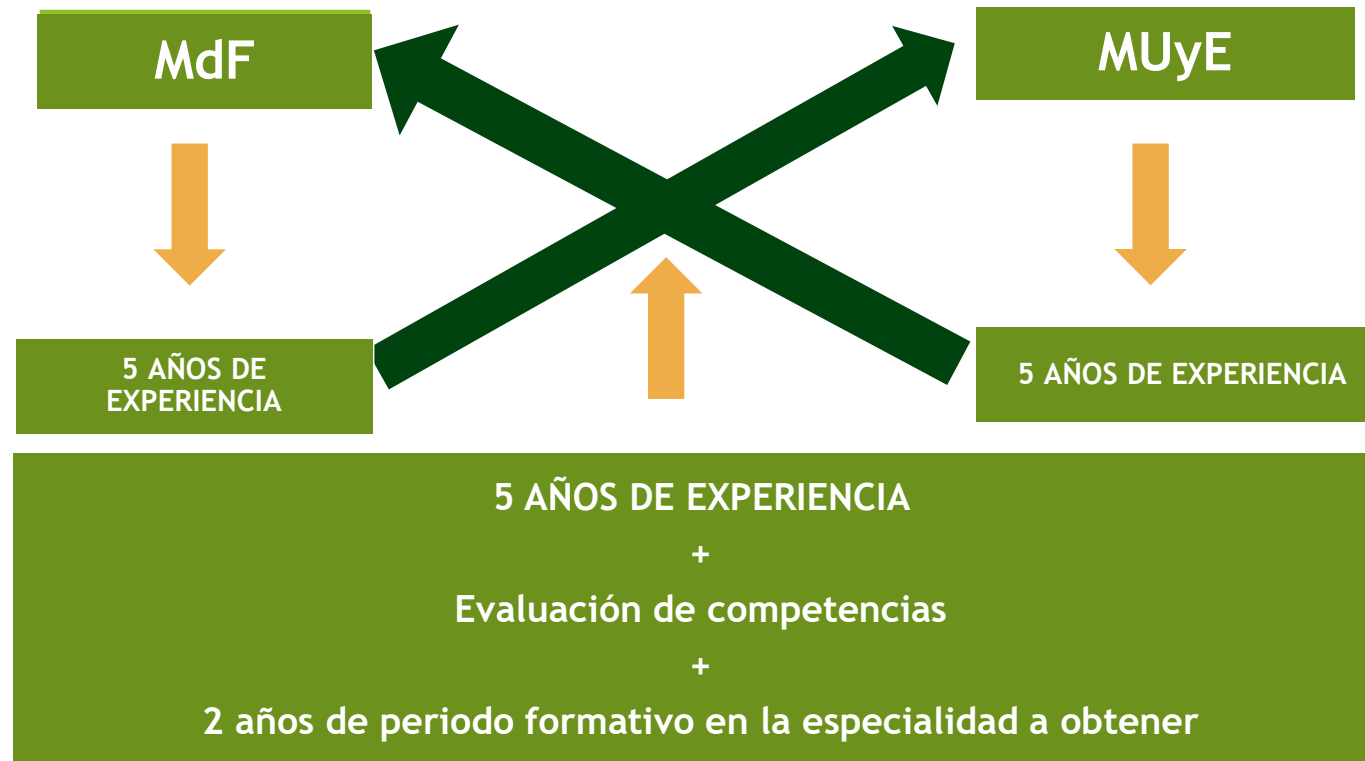 MdF
MUyE
5 AÑOS DE
EXPERIENCIA
5 AÑOS DE EXPERIENCIA
5 AÑOS DE EXPERIENCIA
+
Evaluación de competencias
+
2 años de periodo formativo en la especialidad a obtener